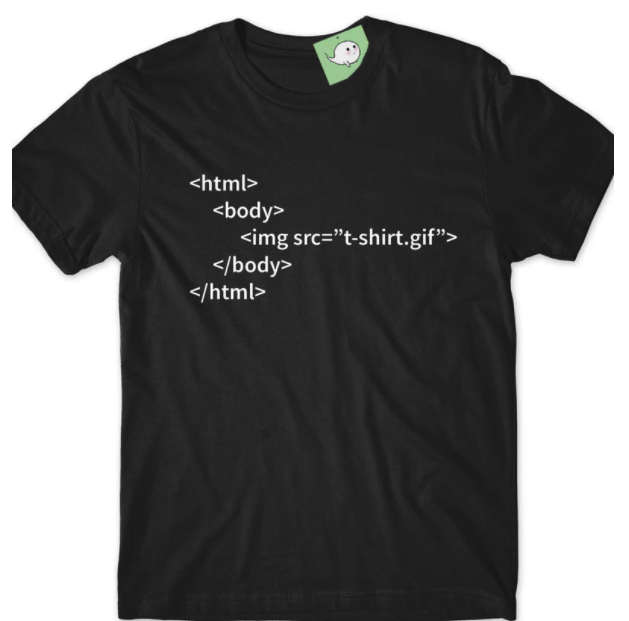 <html>
<body>
<img src=”t-shirt.gif”>
</body>
</html>